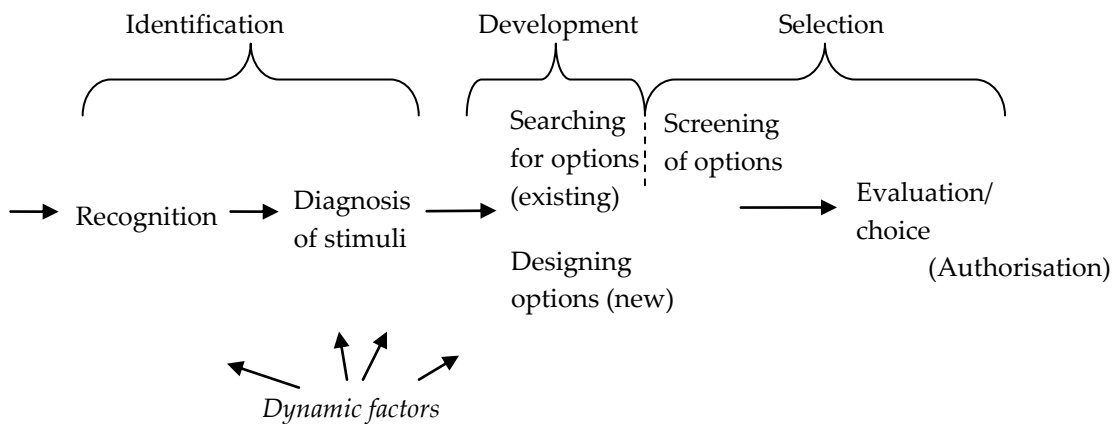 Identification
Development
Selection
Searching
for options
(existing)
Screening
of options
Recognition
Diagnosis
of stimuli
Designing
options (new)
Evaluation/
choice
(Authorisation)
Dynamic factors